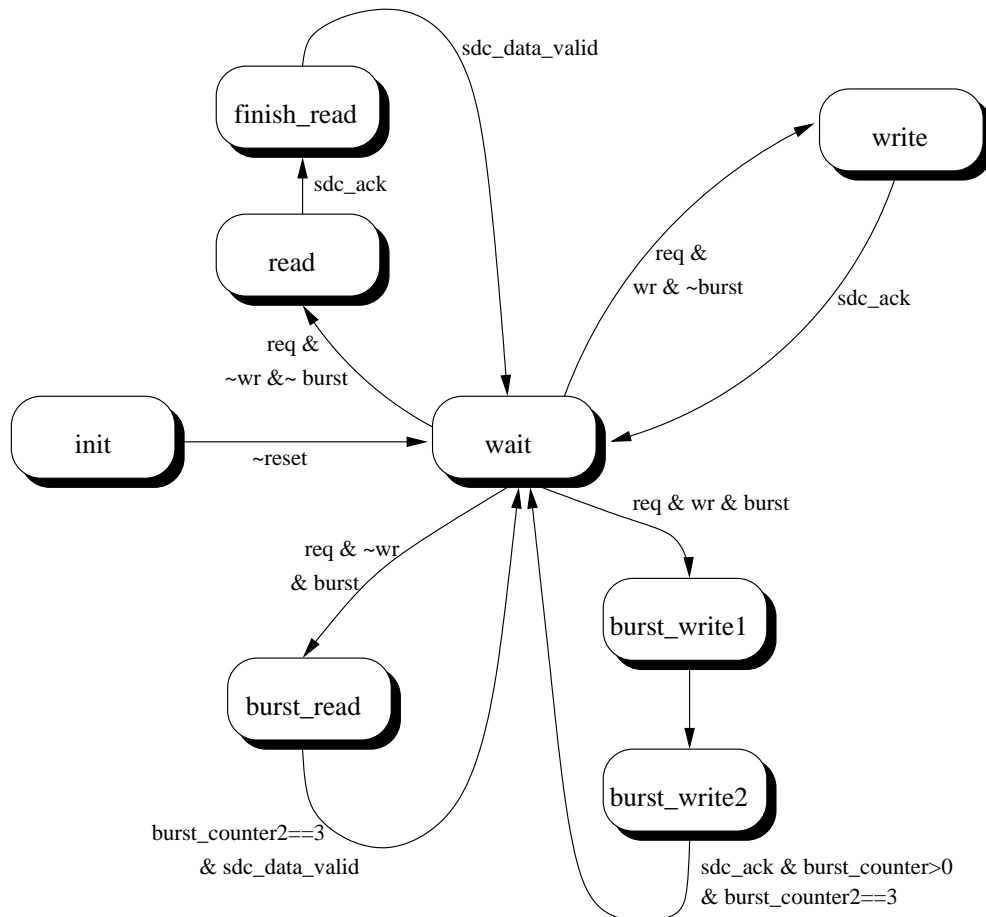 sdc_data_valid
finish_read
write
sdc_ack
read
req &
wr & ~burst
sdc_ack
req &
~wr &~ burst
init
wait
~reset
req & wr & burst
req & ~wr
& burst
burst_write1
burst_read
burst_write2
burst_counter2==3
& sdc_data_valid
sdc_ack & burst_counter>0
& burst_counter2==3